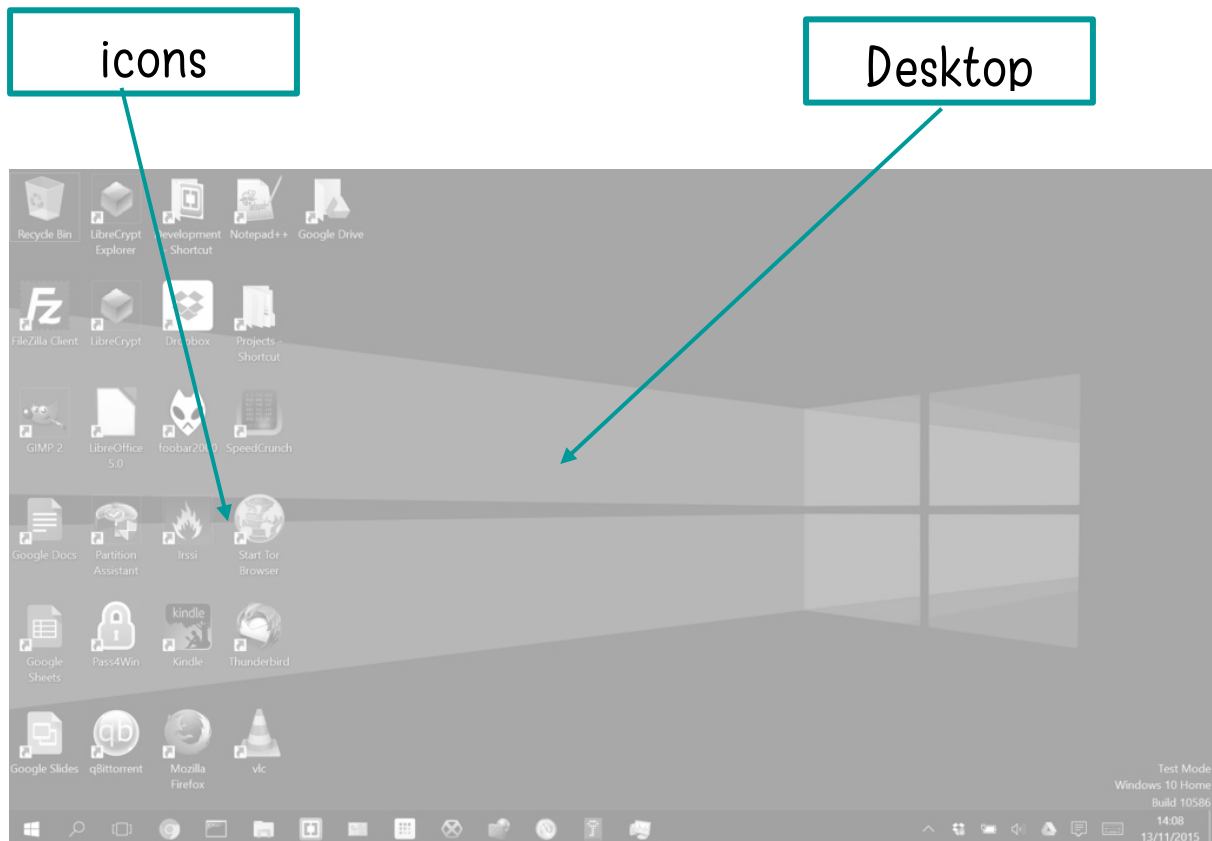 icons
Desktop
Recycle Bin
LibreCrypt
Explorer
Development
- Shortcut
Notepad++
Google Drive
FileZilla Client
LibreCrypt
Dropbox
Projects -
Shortcut
GIMP 2
LibreOffice
5.0
foobar2000
SpeedCrunch
Google Docs
Partition
Assistant
Irssi
Start Tor
Browser
Google
Sheets
Pass4Win
kindle
Kindle
Thunderbird
Google Slides
qb
qBittorrent
Mozilla
Firefox
vlc
Test Mode
Windows 10 Home
Build 10586
14:08
13/11/2015